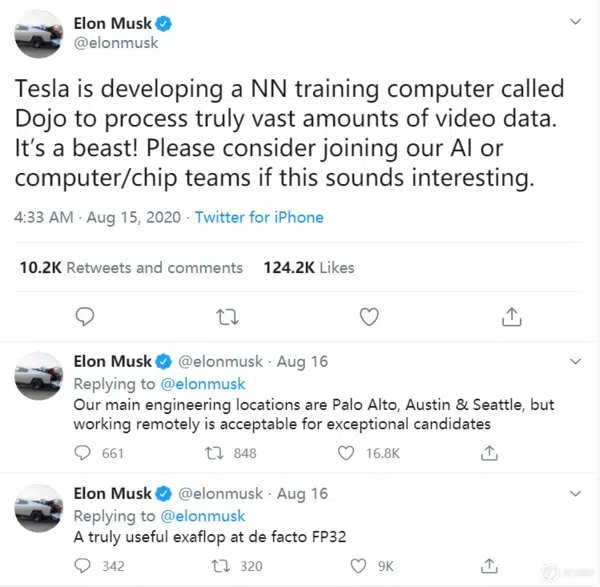 Elon Musk
@elonmusk
Tesla is developing a NN training computer called
Dojo to process truly vast amounts of video data.
It's a beast! Please consider joining our AI or
computer/chip teams if this sounds interesting.
4:33 AM · Aug 15, 2020 · Twitter for iPhone
10.2K Retweets and comments 124.2K Likes
Elon Musk @elonmusk · Aug 16
Replying to @elonmusk
Our main engineering locations are Palo Alto, Austin & Seattle, but
working remotely is acceptable for exceptional candidates
661 848 16.8K
Elon Musk @elonmusk · Aug 16
Replying to @elonmusk
A truly useful exaflop at de facto FP32
342 320 9K